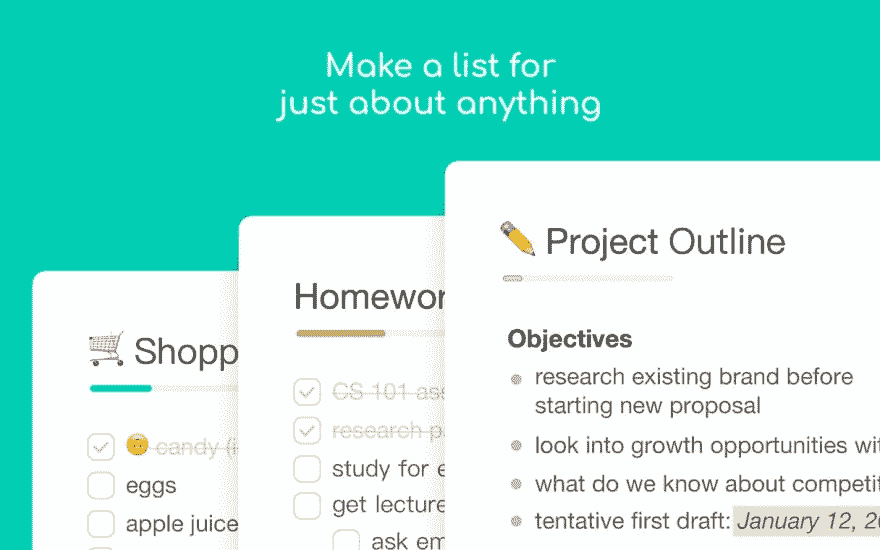 Make a list for
just about anything
Shopp
candy (i
eggs
apple juice
Homewor
CS 101 ass
research p
study for e
get lecture
ask em
Project Outline
Objectives
research existing brand before
starting new proposal
look into growth opportunities wit
what do we know about competit
tentative first draft: January 12, 20